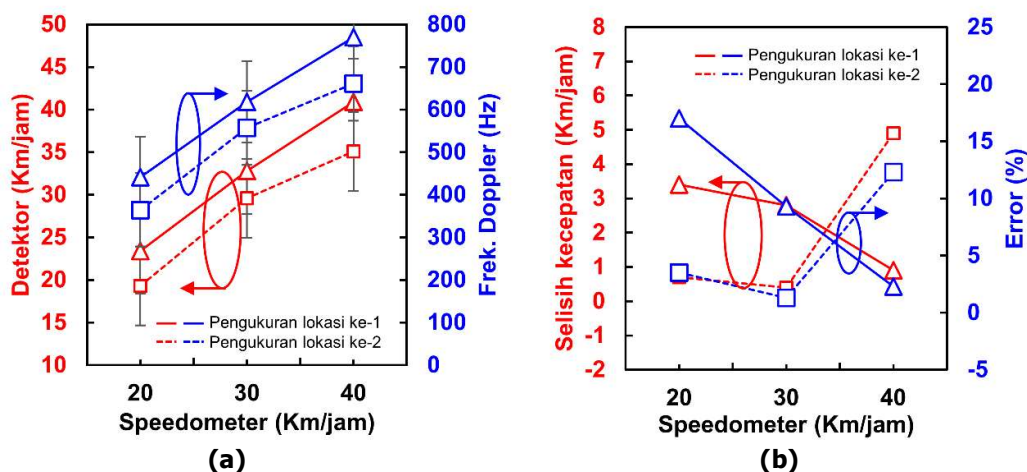 Detektor (Km/jam)
50
45
40
35
30
25
20
15
10
800
700
600
500
400
300
200
100
0
Frek. Doppler (Hz)
Pengukuran lokasi ke-1
Pengukuran lokasi ke-2
20 30 40
Speedometer (Km/jam)
(a)
Selisih kecepatan (Km/jam)
8
7
6
5
4
3
2
1
0
-1
-2
25
20
15
10
5
0
-5
Error (%)
Pengukuran lokasi ke-1
Pengukuran lokasi ke-2
20 30 40
Speedometer (Km/jam)
(b)